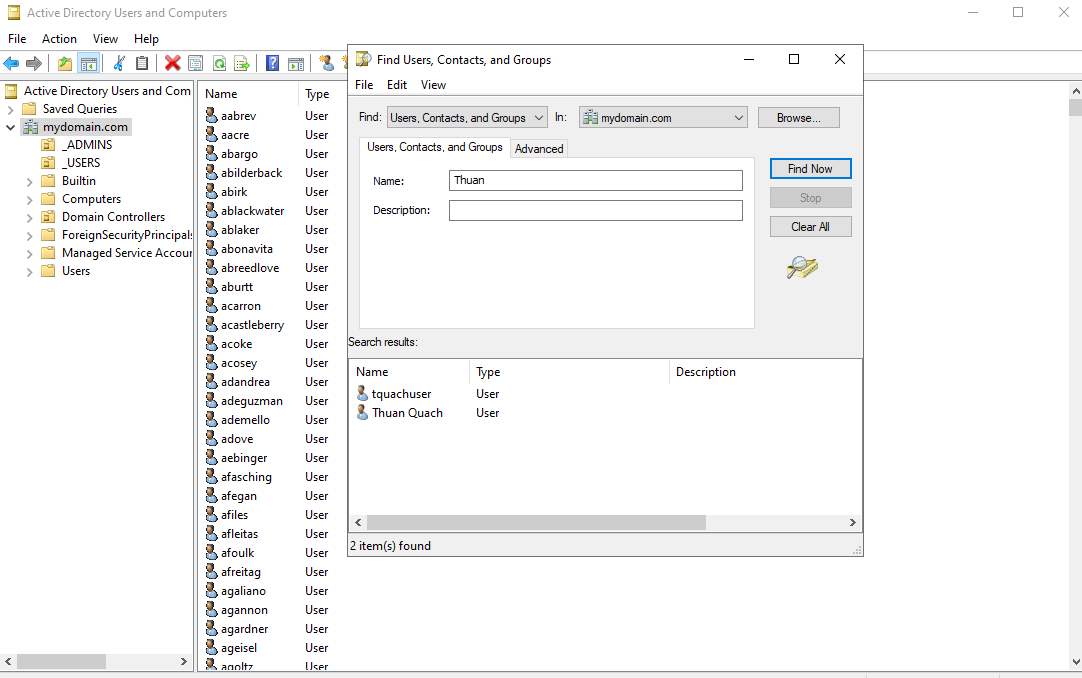 Active Directory Users and Computers
File Action View Help
Active Directory Users and Com
Saved Queries
mydomain.com
_ADMINS
_USERS
Builtin
Computers
Domain Controllers
ForeignSecurityPrincipals
Managed Service Accour
Users
Name Type
aabrev User
aacre User
abargo User
abilderback User
abirk User
ablackwater User
ablaker User
abonavita User
abreedlove User
aburtt User
acarron User
acastleberry User
acoke User
acosey User
adandrea User
adeguzman User
ademello User
adove User
aebinger User
afasching User
afegan User
afiles User
afleitas User
afoulk User
afreitag User
agaliano User
agannon User
agardner User
ageisel User
agoltz User
Find Users, Contacts, and Groups
File Edit View
Find: Users, Contacts, and Groups In: mydomain.com Browse...
Users, Contacts, and Groups Advanced
Name: Thuan
Description:
Find Now
Stop
Clear All
Search results:
Name Type Description
tquachuser User
Thuan Quach User
2 item(s) found